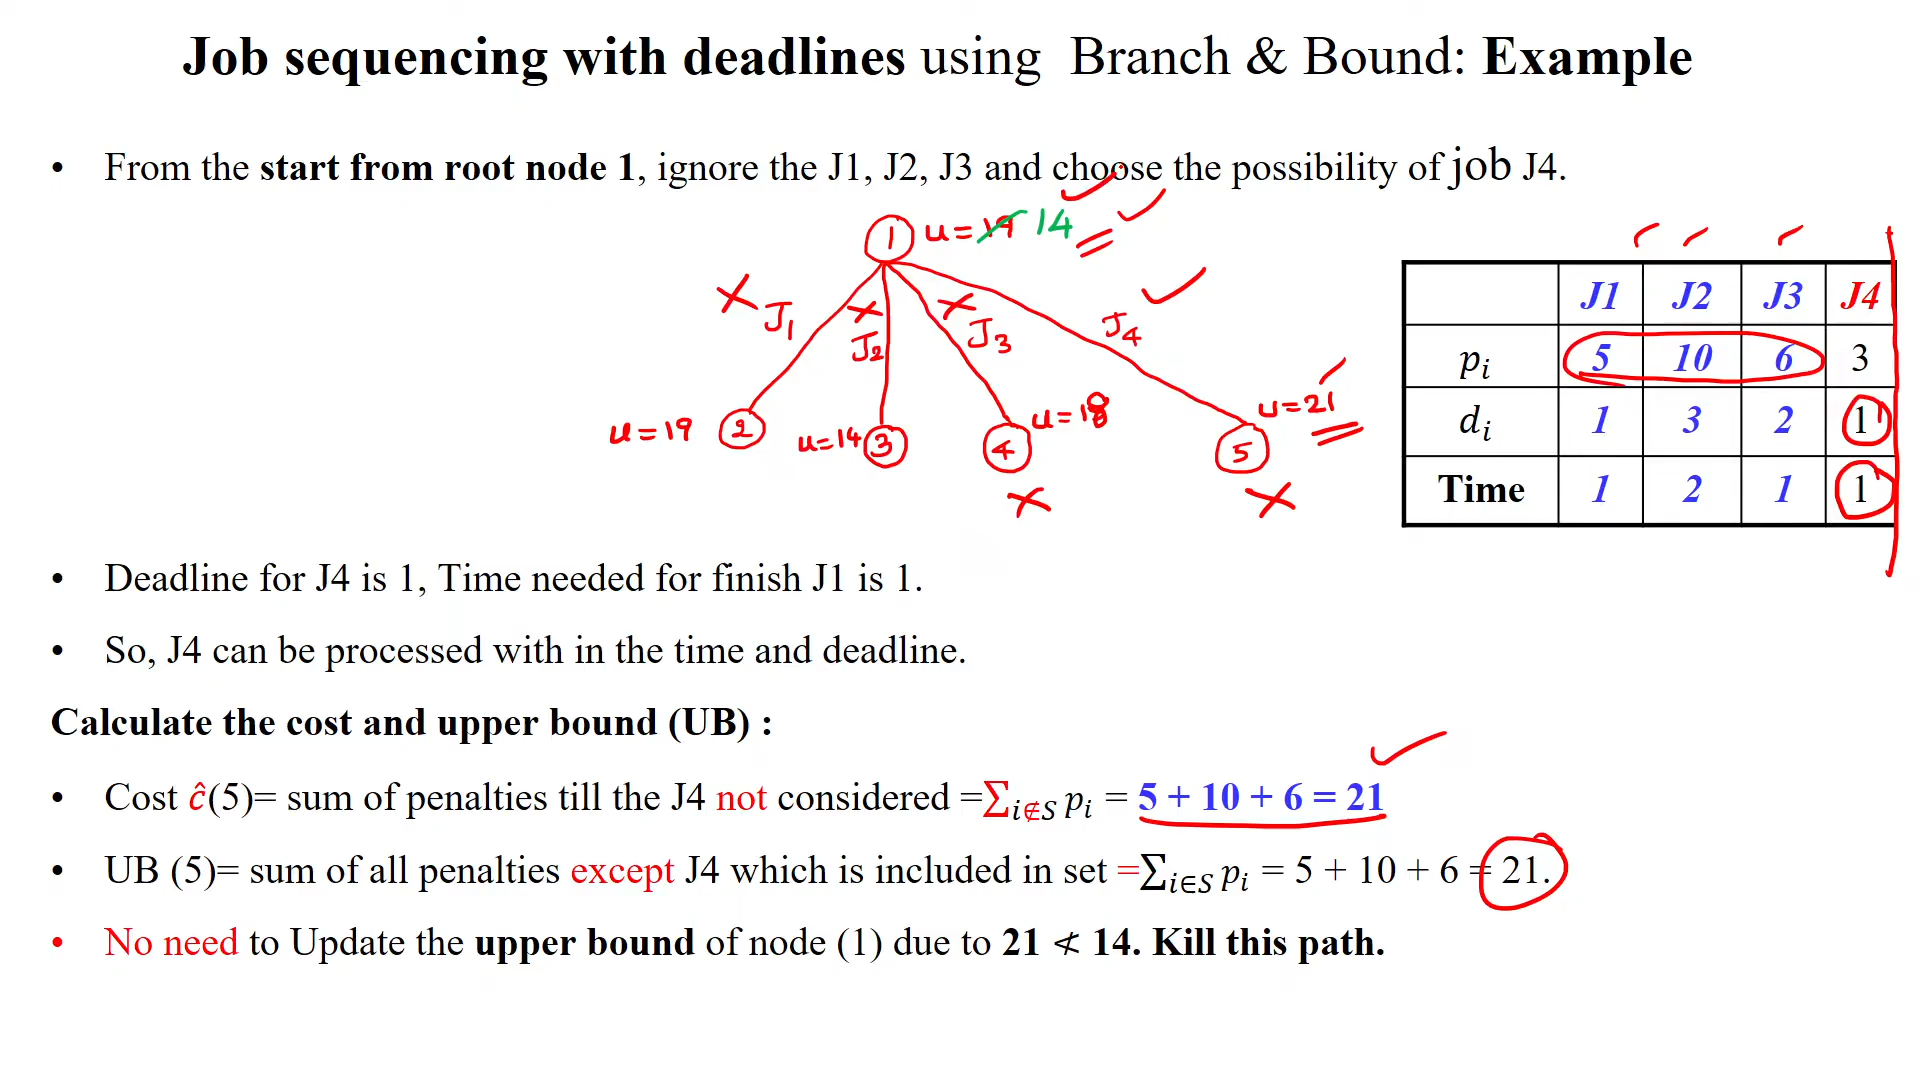 Job sequencing with deadlines using Branch & Bound: Example
• From the start from root node 1, ignore the J1, J2, J3 and choose the possibility of job J4.
1 u = 19 14
J1 J2 J3 J4
u = 19 2 u=14 3 4 u=18 5 u=21
J1 J2 J3 J4
pi 5 10 6 3
di 1 3 2 1
Time 1 2 1 1
• Deadline for J4 is 1, Time needed for finish J1 is 1.
• So, J4 can be processed with in the time and deadline.
Calculate the cost and upper bound (UB) :
• Cost ĉ(5)= sum of penalties till the J4 not considered =∑i∉S pi = 5 + 10 + 6 = 21
• UB (5)= sum of all penalties except J4 which is included in set =∑i∈S pi = 5 + 10 + 6 = 21.
• No need to Update the upper bound of node (1) due to 21 ≮ 14. Kill this path.